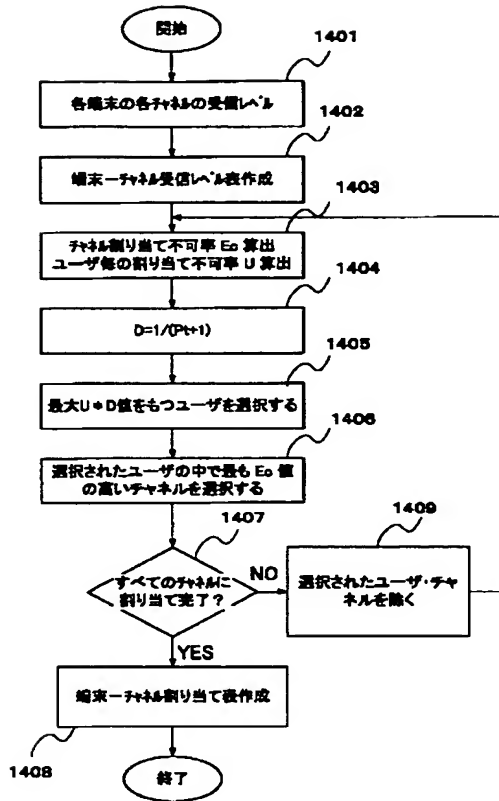 開始
1401
各端末の各チャネルの受信レベル
1402
端末ーチャネル受信レベル表作成
1403
チャネル割り当て不可率 Eo 算出
ユーザ毎の割り当て不可率 U 算出
1404
D=1/(Pt+1)
1405
最大U*D値をもつユーザを選択する
1406
選択されたユーザの中で最も Eo 値
の高いチャネルを選択する
1407
すべてのチャネルに
割り当て完了？
NO
1409
選択されたユーザ・チャ
ネルを除く
YES
端末ーチャネル割り当て表作成
1408
終了